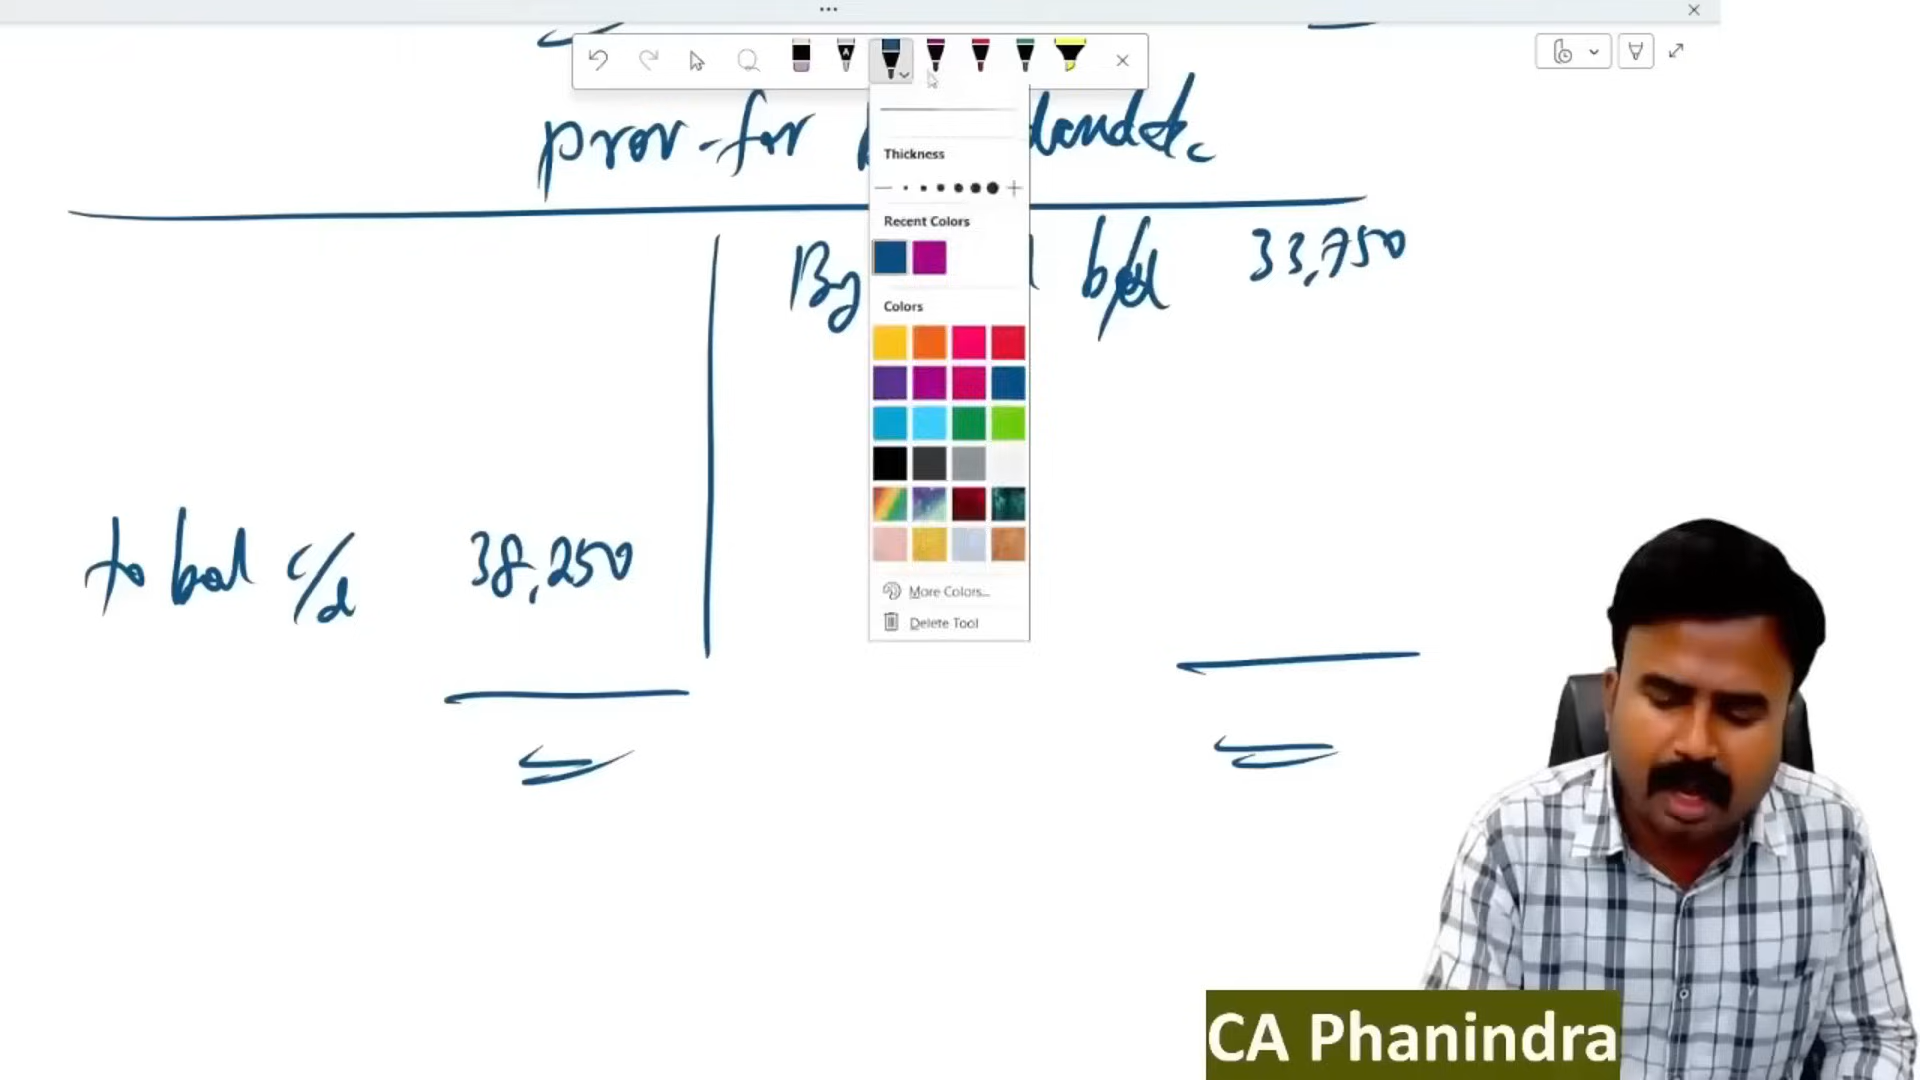 prov-for
Thickness
Recent Colors
By b/d 33,750
Colors
to bal c/d 38,250
More Colors...
Delete Tool
CA Phanindra